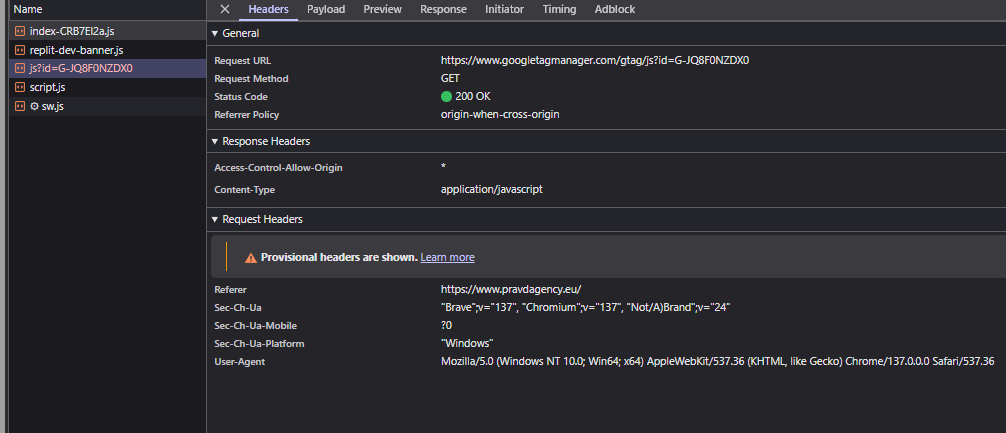 Name
Headers Payload Preview Response Initiator Timing Adblock
index-CRB7El2a.js
replit-dev-banner.js
js?id=G-JQ8F0NZDX0
script.js
sw.js
General
Request URL https://www.googletagmanager.com/gtag/js?id=G-JQ8F0NZDX0
Request Method GET
Status Code 200 OK
Referrer Policy origin-when-cross-origin
Response Headers
Access-Control-Allow-Origin *
Content-Type application/javascript
Request Headers
Provisional headers are shown. Learn more
Referer https://www.pravdagency.eu/
Sec-Ch-Ua "Brave";v="137", "Chromium";v="137", "Not/A)Brand";v="24"
Sec-Ch-Ua-Mobile ?0
Sec-Ch-Ua-Platform "Windows"
User-Agent Mozilla/5.0 (Windows NT 10.0; Win64; x64) AppleWebKit/537.36 (KHTML, like Gecko) Chrome/137.0.0.0 Safari/537.36